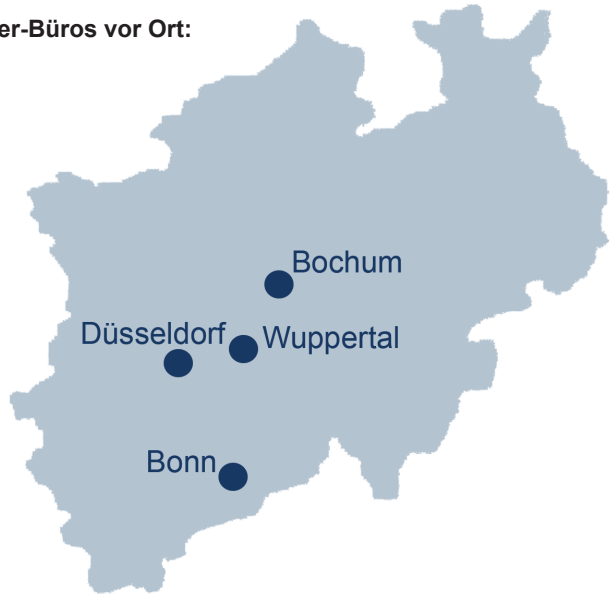 er-Büros vor Ort:
Bochum
Düsseldorf
Wuppertal
Bonn